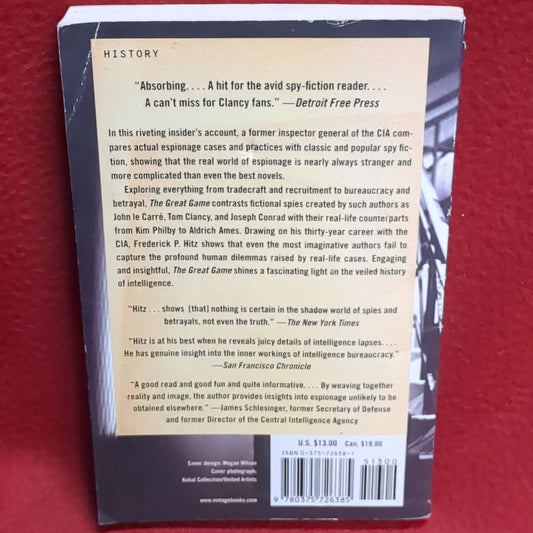 HISTORY
“Absorbing. . . . A hit for the avid spy-fiction reader. . . .
A can't miss for Clancy fans.” —Detroit Free Press
In this riveting insider's account, a former inspector general of the CIA com-
pares actual espionage cases and practices with classic and popular spy fic-
tion, showing that the real world of espionage is nearly always stranger and
more complicated than even the best novels.
Exploring everything from tradecraft and recruitment to bureaucracy and
betrayal, The Great Game contrasts fictional spies created by such authors as
John le Carré, Tom Clancy, and Joseph Conrad with their real-life counterparts
from Kim Philby to Aldrich Ames. Drawing on his thirty-year career with the
CIA, Frederick P. Hitz shows that even the most imaginative authors fail to
capture the profound human dilemmas raised by real-life cases. Engaging
and insightful, The Great Game shines a fascinating light on the veiled history
of intelligence.
“Hitz . . . shows [that] nothing is certain in the shadow world of spies and
betrayals, not even the truth.” —The New York Times
“Hitz is at his best when he reveals juicy details of intelligence lapses. . . .
He has genuine insight into the inner workings of intelligence bureaucracy.”
—San Francisco Chronicle
“A good read and good fun and quite informative. . . . By weaving together
reality and image, the author provides insights into espionage unlikely to be
obtained elsewhere.” —James Schlesinger, former Secretary of Defense
and former Director of the Central Intelligence Agency
U.S. $13.00 Can. $18.00
ISBN 0-375-72638-1
51300
9 780375 726385
Cover design: Megan Wilson
Cover photograph:
Kobal Collection/United Artists
www.vintagebooks.com